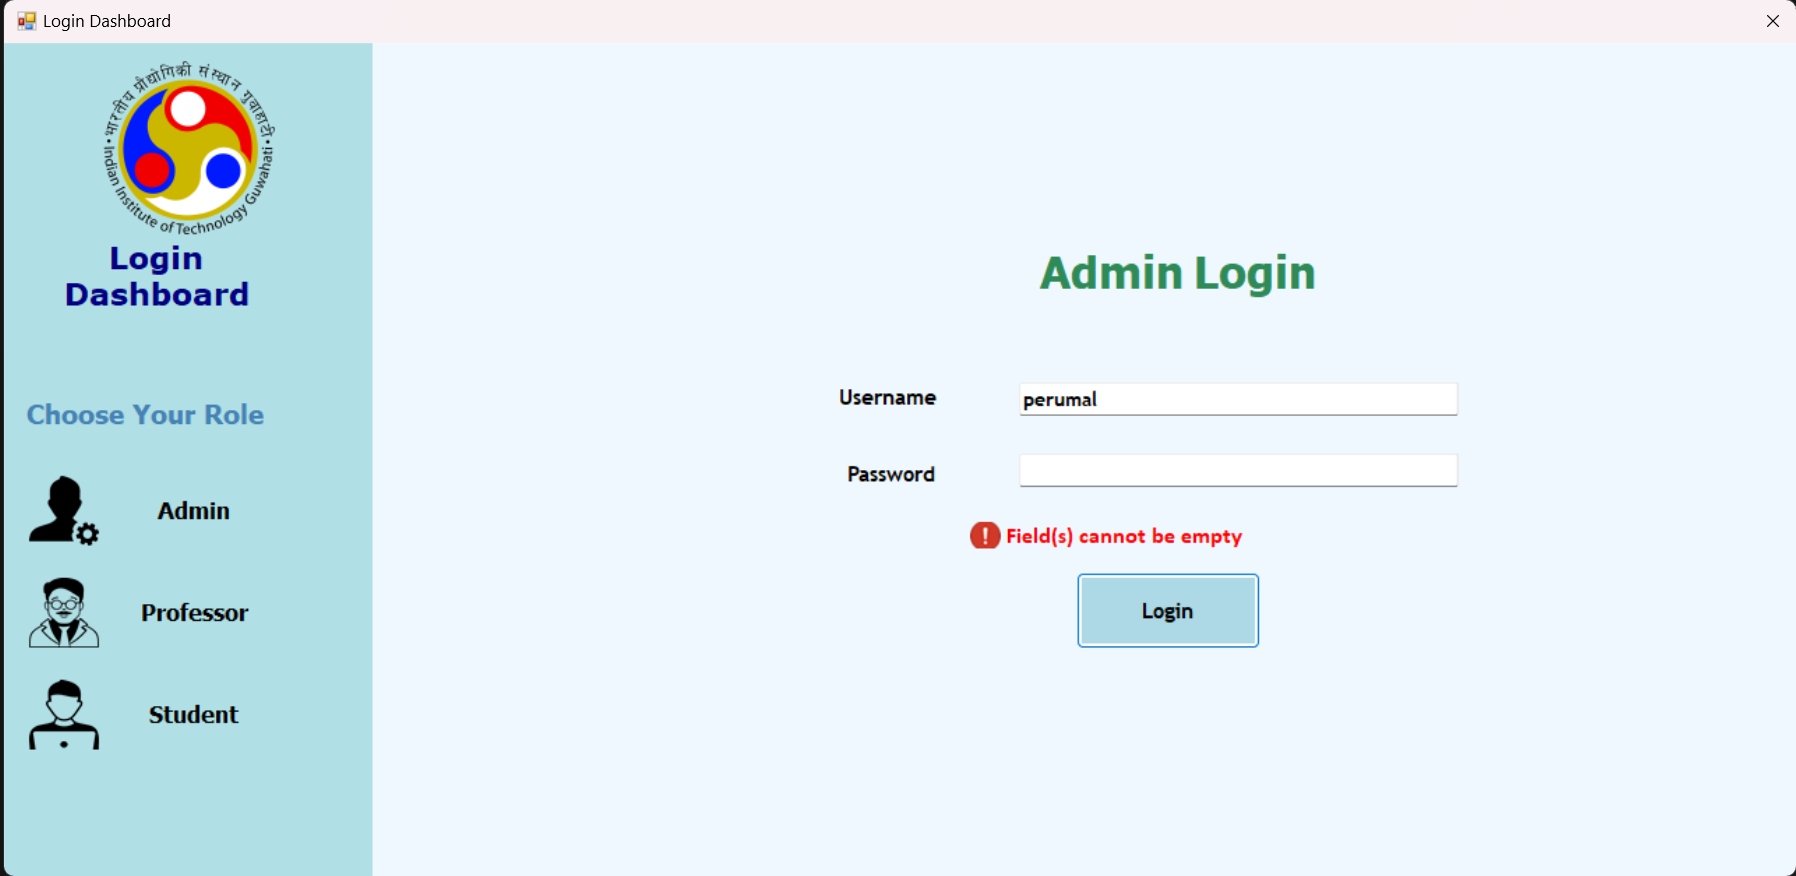 Login Dashboard
भारतीय प्रौद्योगिकी संस्थान गुवाहाटी
Indian Institute of Technology Guwahati
Login
Dashboard
Choose Your Role
Admin
Professor
Student
Admin Login
Username
perumal
Password
! Field(s) cannot be empty
Login